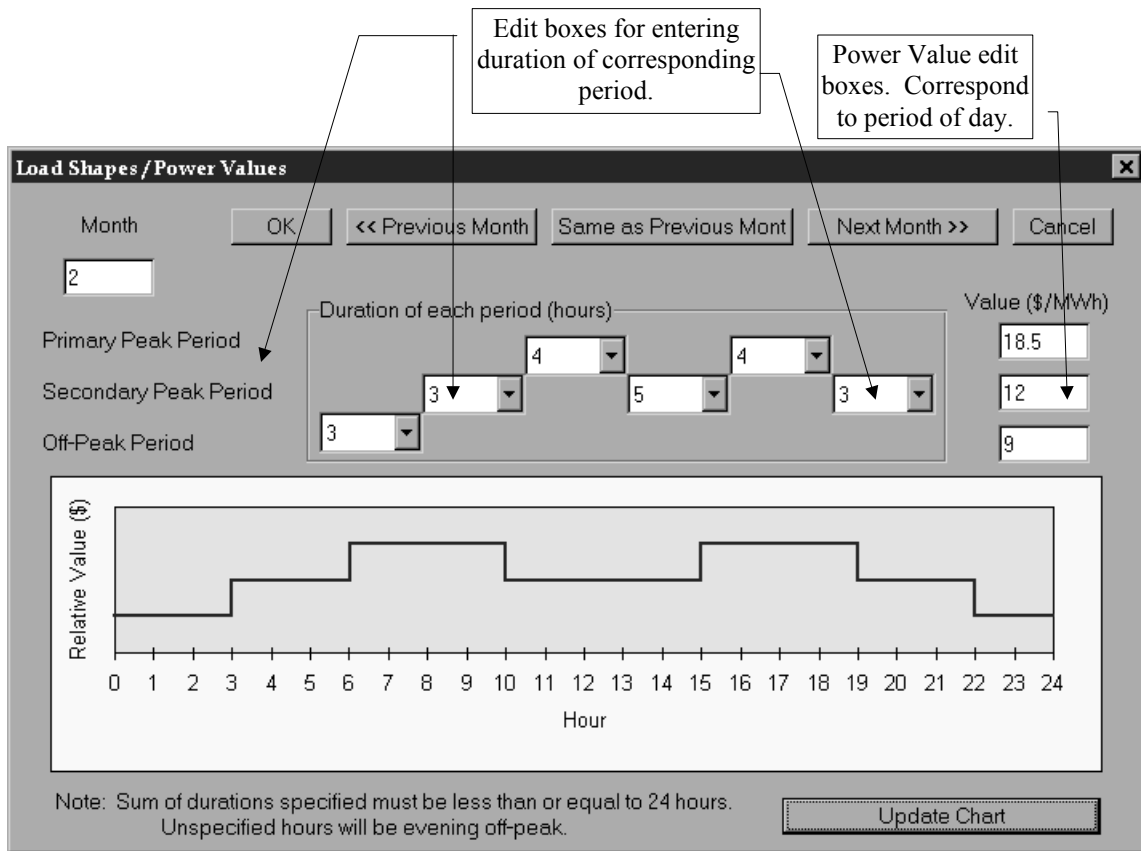 Edit boxes for entering
duration of corresponding
period.
Power Value edit
boxes. Correspond
to period of day.
Load Shapes / Power Values
Month
OK
<< Previous Month
Same as Previous Mont
Next Month >>
Cancel
2
Duration of each period (hours)
Value ($/MWh)
Primary Peak Period
4
4
18.5
Secondary Peak Period
3
5
3
12
Off-Peak Period
3
9
Relative Value ($)
0 1 2 3 4 5 6 7 8 9 10 11 12 13 14 15 16 17 18 19 20 21 22 23 24
Hour
Note: Sum of durations specified must be less than or equal to 24 hours.
Unspecified hours will be evening off-peak.
Update Chart